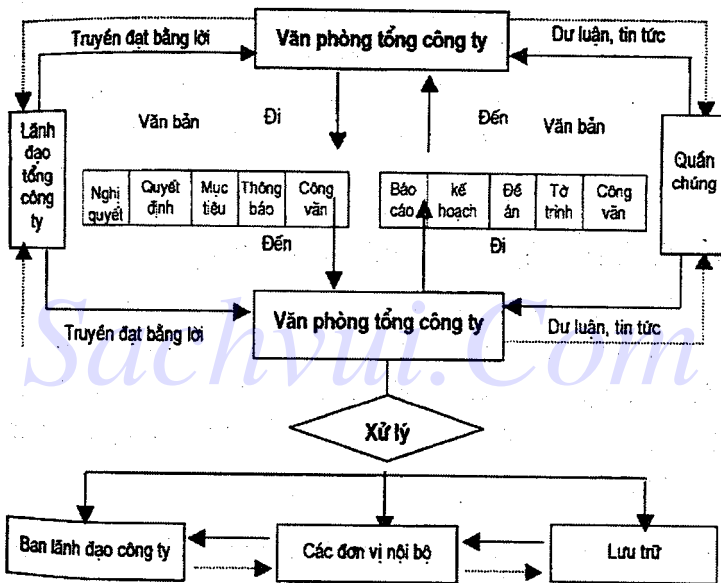 Văn phòng tổng công ty
Truyền đạt bằng lời
Dư luận, tin tức
Lãnh
đạo
tổng
công
ty
Văn bản
Đi
Đến
Văn bản
Quần
chúng
Nghị
quyết
Quyết
định
Mục
tiêu
Thông
báo
Công
văn
Báo
cáo
kế
hoạch
Đề
án
Tờ
trình
Công
văn
Đến
Đi
Văn phòng tổng công ty
Truyền đạt bằng lời
Dư luận, tin tức
Sachvui.Com
Xử lý
Ban lãnh đạo công ty
Các đơn vị nội bộ
Lưu trữ